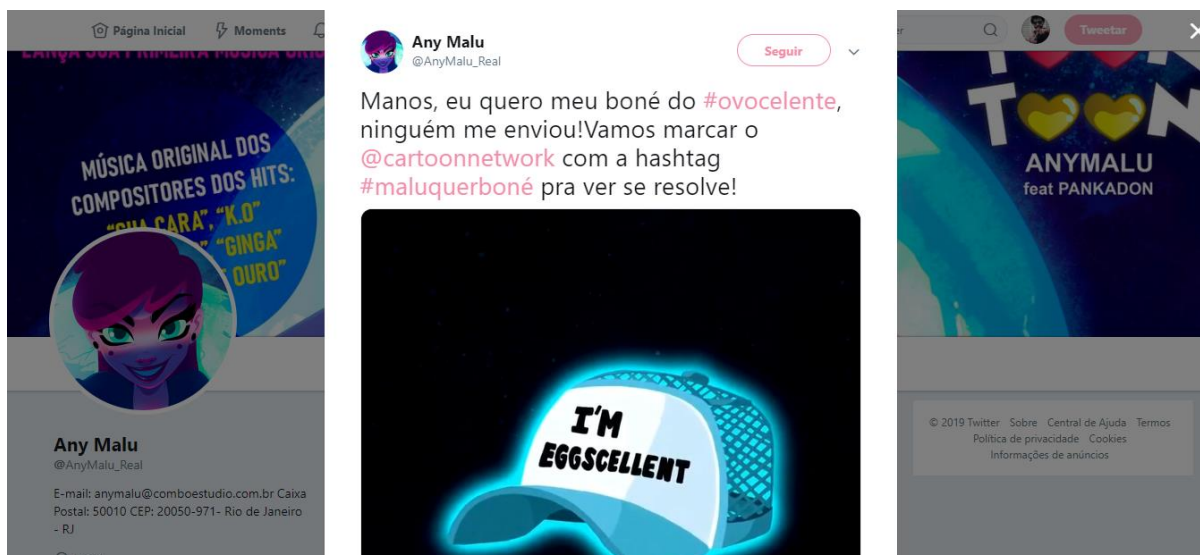 Página Inicial
Moments
MÚSICA ORIGINAL DOS
COMPOSITORES DOS HITS:
"SUA CARA", "K.O"
"GINGA"
OURO"
Any Malu
@AnyMalu_Real
E-mail: anymalu@comboestudio.com.br Caixa
Postal: 50010 CEP: 20050-971- Rio de Janeiro
- RJ
Any Malu
@AnyMalu_Real
Seguir
Manos, eu quero meu boné do #ovocelente,
ninguém me enviou!Vamos marcar o
@cartoonnetwork com a hashtag
#maluquerboné pra ver se resolve!
I'M
EGGSCELLENT
Tweetar
ANYMALU
feat PANKADON
© 2019 Twitter Sobre Central de Ajuda Termos
Política de privacidade Cookies
Informações de anúncios